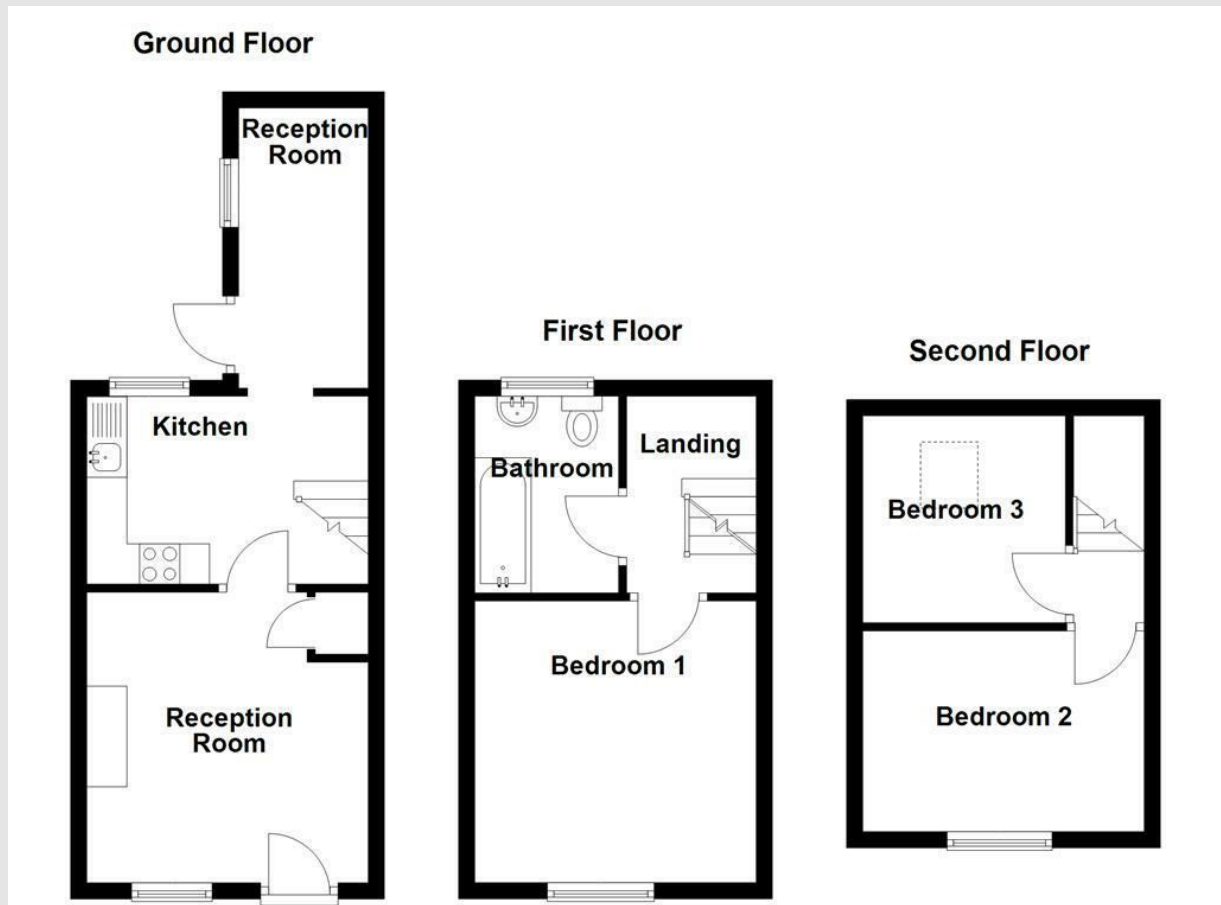 Ground Floor
Reception
Room
Kitchen
Reception
Room
First Floor
Landing
Bathroom
Bedroom 1
Second Floor
Bedroom 3
Bedroom 2